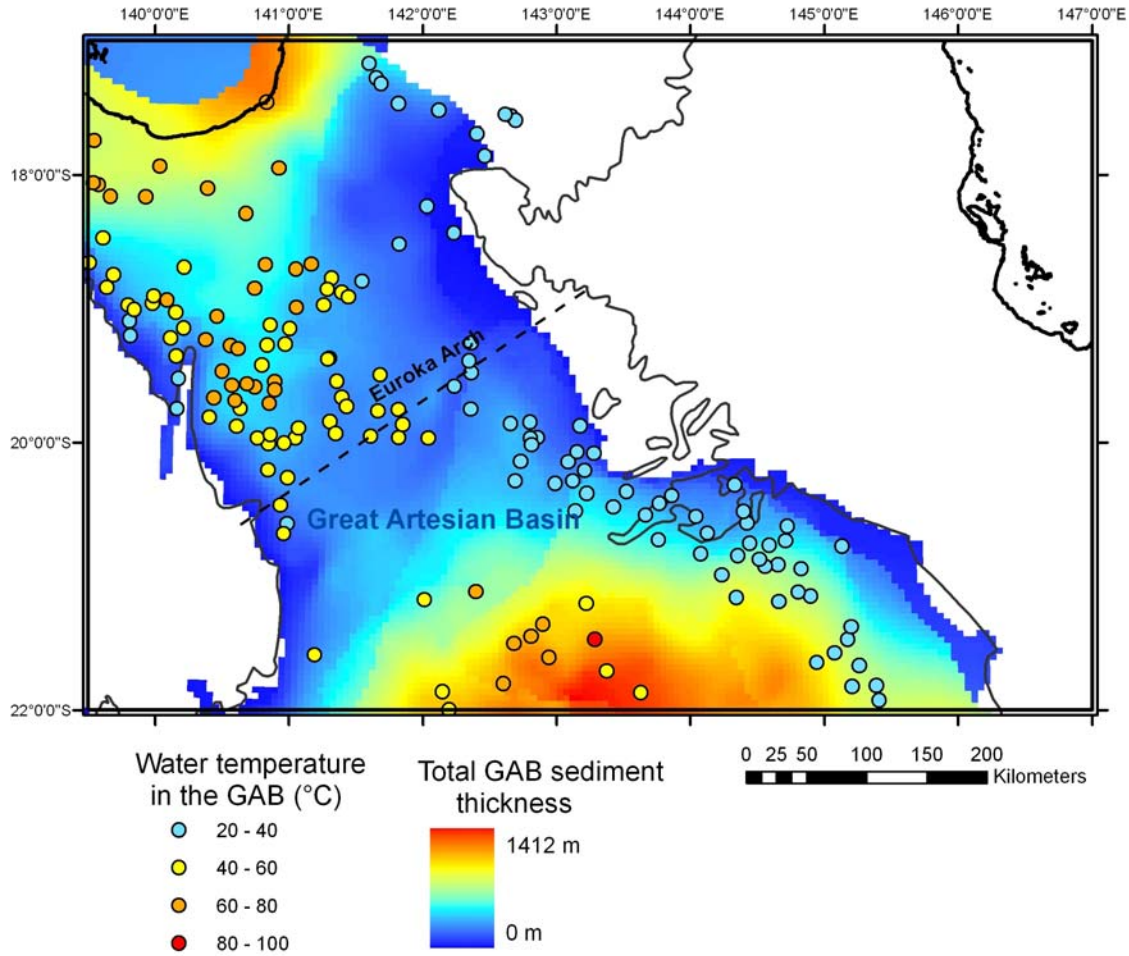 140°0'0"E 141°0'0"E 142°0'0"E 143°0'0"E 144°0'0"E 145°0'0"E 146°0'0"E 147°0'0"E
18°0'0"S
Euroka Arch
20°0'0"S
Great Artesian Basin
22°0'0"S
Water temperature
in the GAB (°C)
20 - 40
40 - 60
60 - 80
80 - 100
Total GAB sediment
thickness
1412 m
0 m
0 25 50 100 150 200
Kilometers